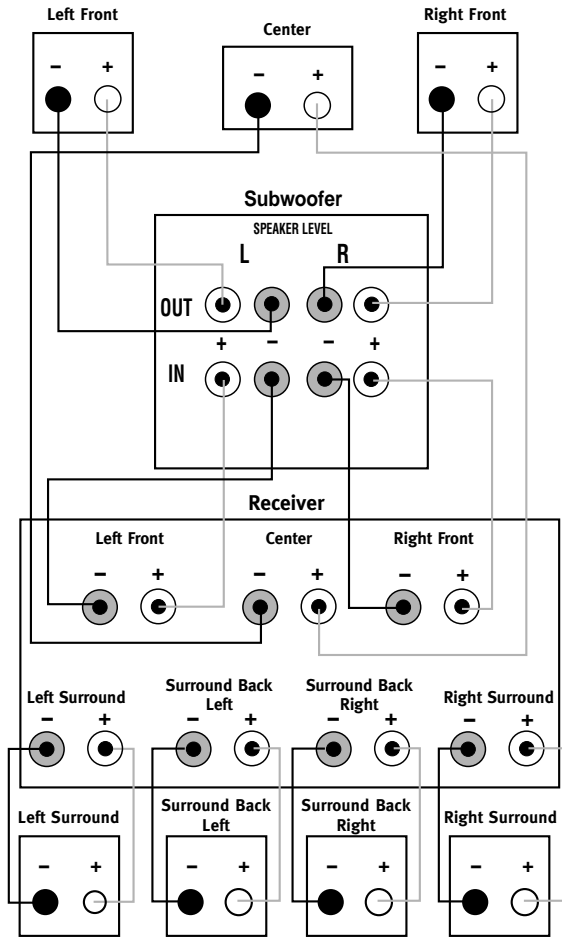 Left Front
Center
Right Front
− +
− +
− +
Subwoofer
SPEAKER LEVEL
L R
OUT
+ − − +
IN
Receiver
Left Front Center Right Front
− + − + − +
Left Surround
Surround Back
Left
Surround Back
Right
Right Surround
− + − + − + − +
Left Surround
Surround Back
Left
Surround Back
Right
Right Surround
− + − + − + − +